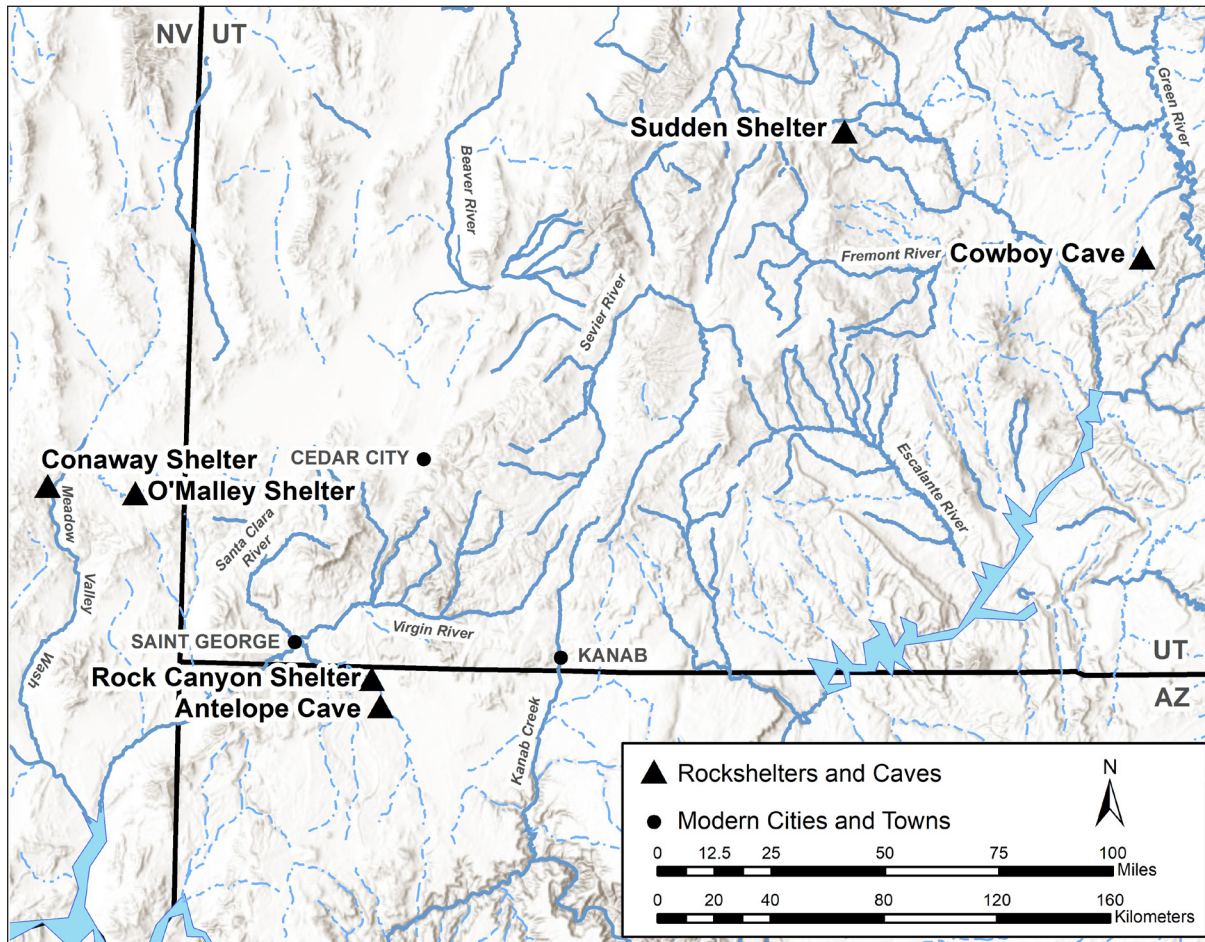 NV UT
Green River
Sudden Shelter
Beaver River
Fremont River
Cowboy Cave
Sevier River
Conaway Shelter
CEDAR CITY
O'Malley Shelter
Meadow
Valley
Wash
Santa Clara
River
Escalante River
SAINT GEORGE
Virgin River
KANAB
UT
AZ
Rock Canyon Shelter
Antelope Cave
Kanab Creek
Rockshelters and Caves
N
Modern Cities and Towns
0 12.5 25 50 75 100
Miles
0 20 40 80 120 160
Kilometers